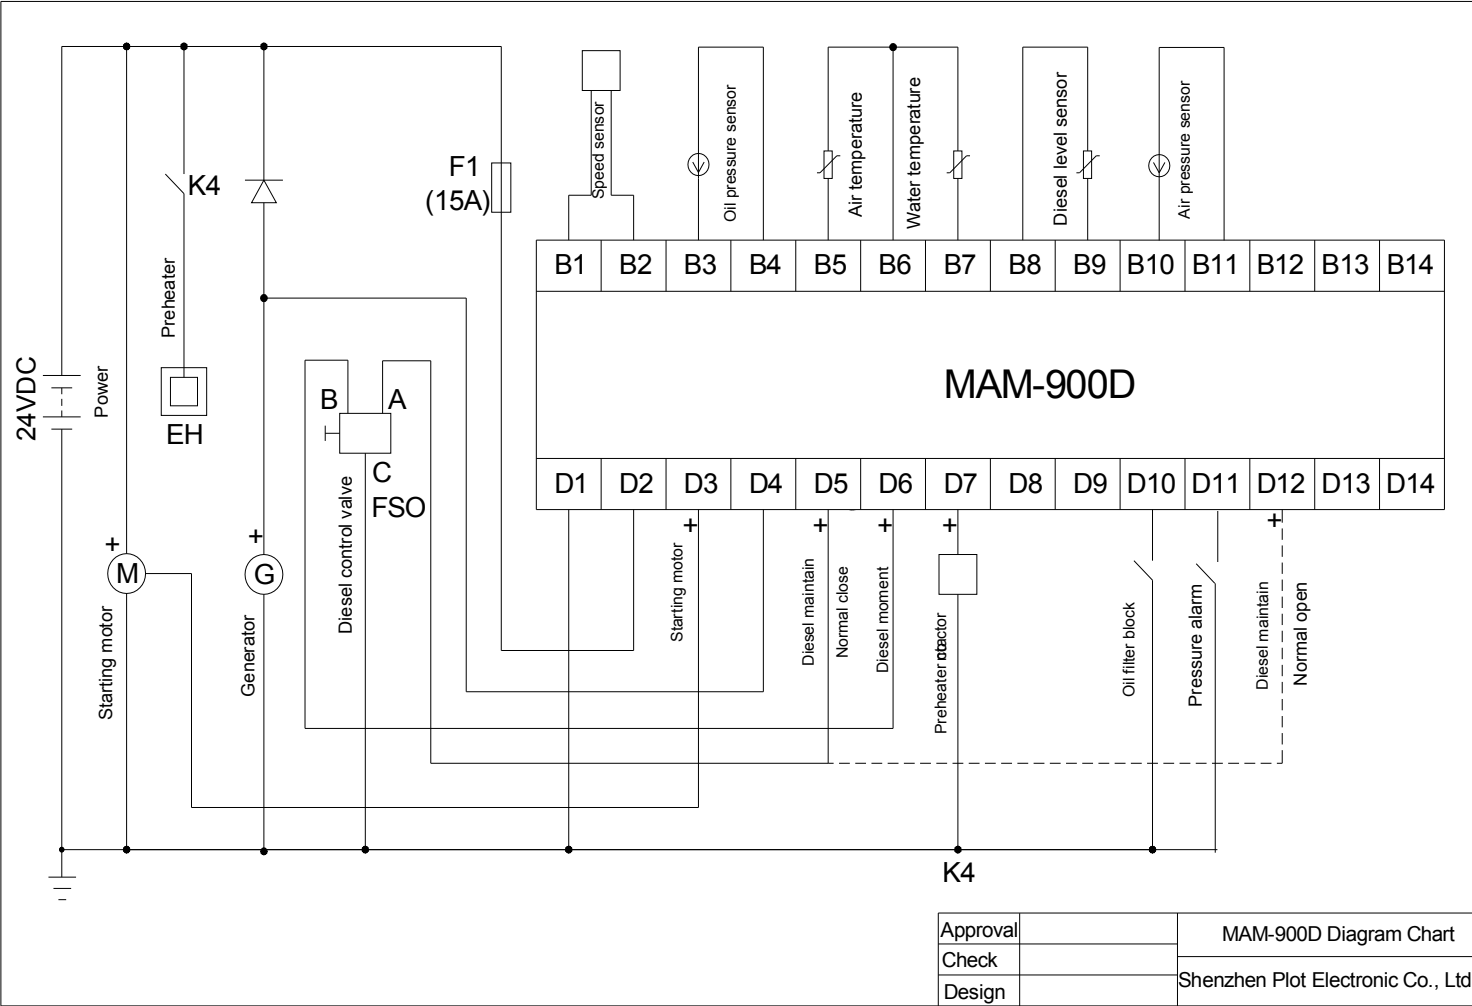 Speed sensor
Oil pressure sensor
Air temperature
Water temperature
Diesel level sensor
Air pressure sensor
K4
F1
(15A)
B1 B2 B3 B4 B5 B6 B7 B8 B9 B10 B11 B12 B13 B14
Preheater
24VDC
Power
EH
B A
C
FSO
Diesel control valve
MAM-900D
D1 D2 D3 D4 D5 D6 D7 D8 D9 D10 D11 D12 D13 D14
+ + + + + + +
M
G
Starting motor
Generator
Starting motor
Diesel maintain
Normal close
Diesel moment
Preheater
Oil filter block
Pressure alarm
Diesel maintain
Normal open
K4
Approval
Check
Design
MAM-900D Diagram Chart
Shenzhen Plot Electronic Co., Ltd